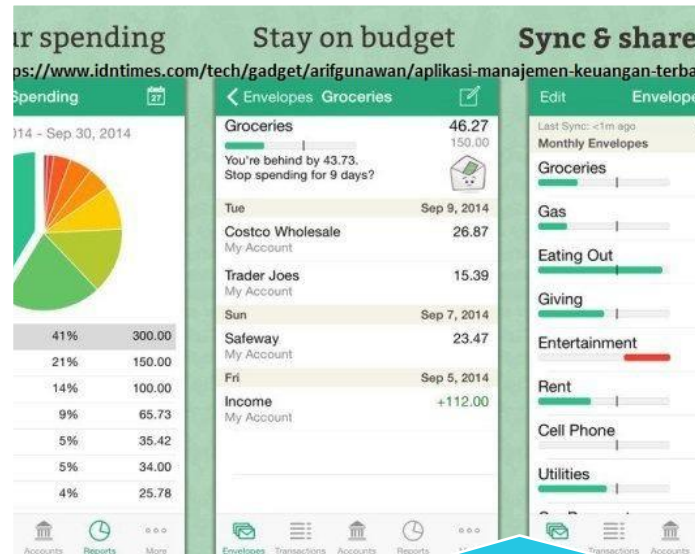 ur spending
Stay on budget
Sync & share
ps://www.idntimes.com/tech/gadget/arifgunawan/aplikasi-manajemen-keuangan-terba
Spending
27
014 - Sep 30, 2014
41% 300.00
21% 150.00
14% 100.00
9% 65.73
5% 35.42
5% 34.00
4% 25.78
Accounts Reports More
Envelopes Groceries
Groceries 46.27
150.00
You're behind by 43.73.
Stop spending for 9 days?
Tue Sep 9, 2014
Costco Wholesale 26.87
My Account
Trader Joes 15.39
My Account
Sun Sep 7, 2014
Safeway 23.47
My Account
Fri Sep 5, 2014
Income +112.00
My Account
Envelopes Transactions Accounts Reports
Edit Envelope
Last Sync: <1m ago
Monthly Envelopes
Groceries
Gas
Eating Out
Giving
Entertainment
Rent
Cell Phone
Utilities
Envelopes Transactions Accounts